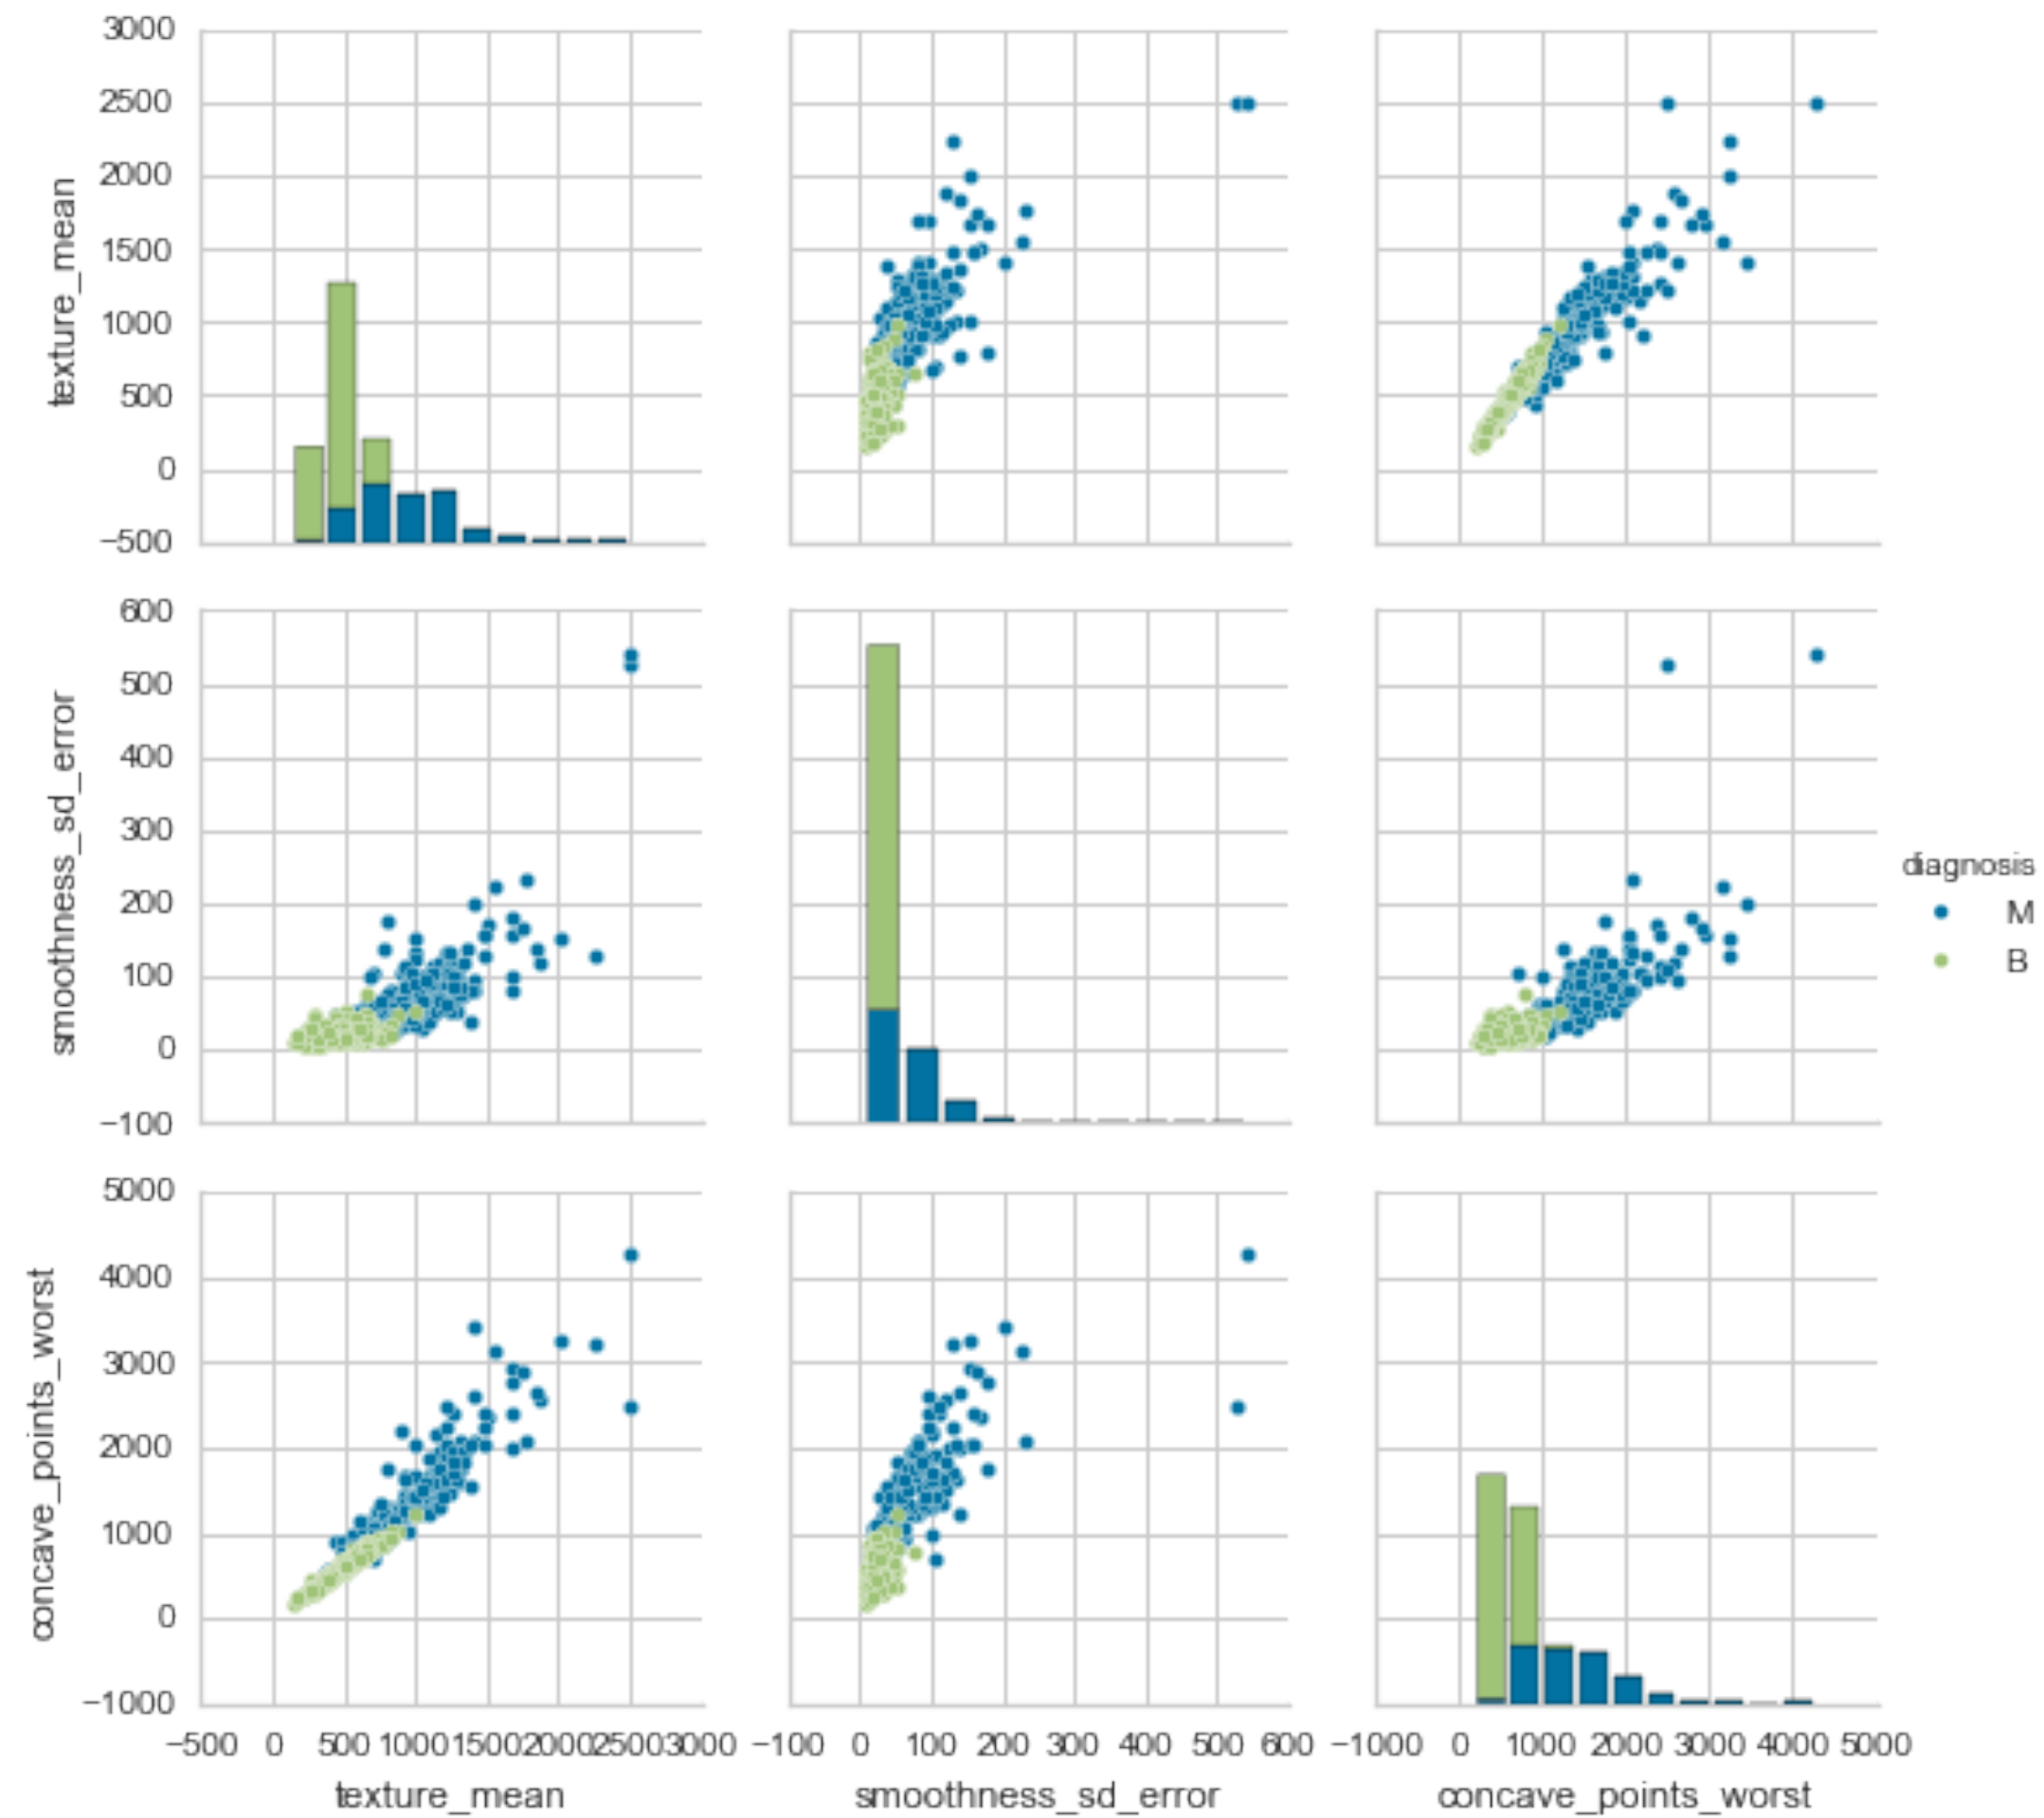 3000
2500
2000
1500
1000
500
0
−500
texture_mean
600
500
400
300
200
100
0
−100
smoothness_sd_error
diagnosis
M
B
5000
4000
3000
2000
1000
0
−1000
concave_points_worst
−500 0 500 1000 1500 2000 2500 3000
−100 0 100 200 300 400 500 600
−1000 0 1000 2000 3000 4000 5000
texture_mean
smoothness_sd_error
concave_points_worst